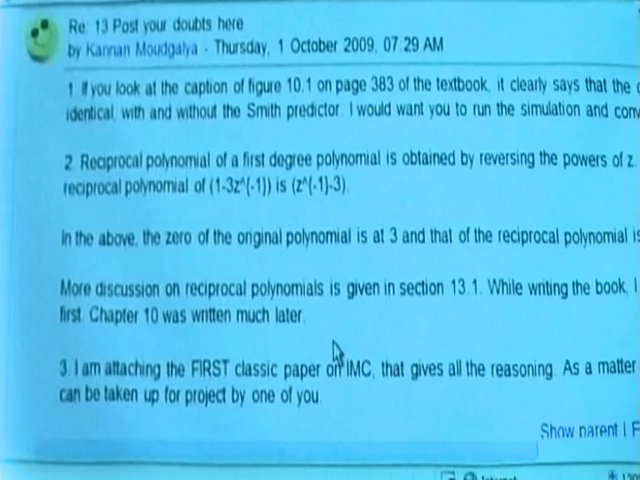 Re: 13 Post your doubts here
by Kannan Moudgalya - Thursday, 1 October 2009, 07:29 AM
1. If you look at the caption of figure 10.1 on page 383 of the textbook, it clearly says that the
identical, with and without the Smith predictor. I would want you to run the simulation and
2. Reciprocal polynomial of a first degree polynomial is obtained by reversing the powers of z.
reciprocal polynomial of (1-3z^{-1}) is (z^{-1}-3).
In the above, the zero of the original polynomial is at 3 and that of the reciprocal polynomial is
More discussion on reciprocal polynomials is given in section 13.1. While writing the book, I
first. Chapter 10 was written much later.
3. I am attaching the FIRST classic paper on IMC, that gives all the reasoning. As a matter
can be taken up for project by one of you.
Show parent |